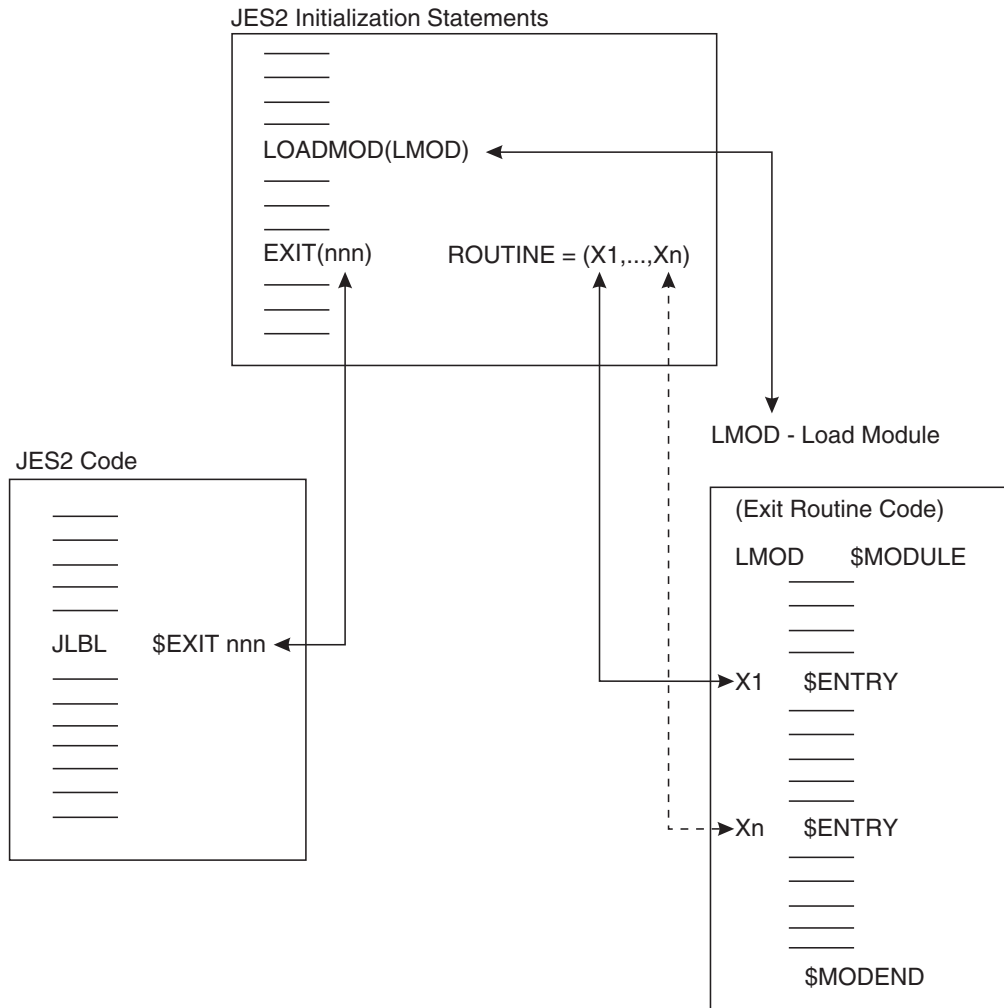 JES2 Initialization Statements
LOADMOD(LMOD)
EXIT(nnn) ROUTINE = (X1,...,Xn)
LMOD - Load Module
JES2 Code
JLBL $EXIT nnn
(Exit Routine Code)
LMOD $MODULE
X1 $ENTRY
Xn $ENTRY
$MODEND